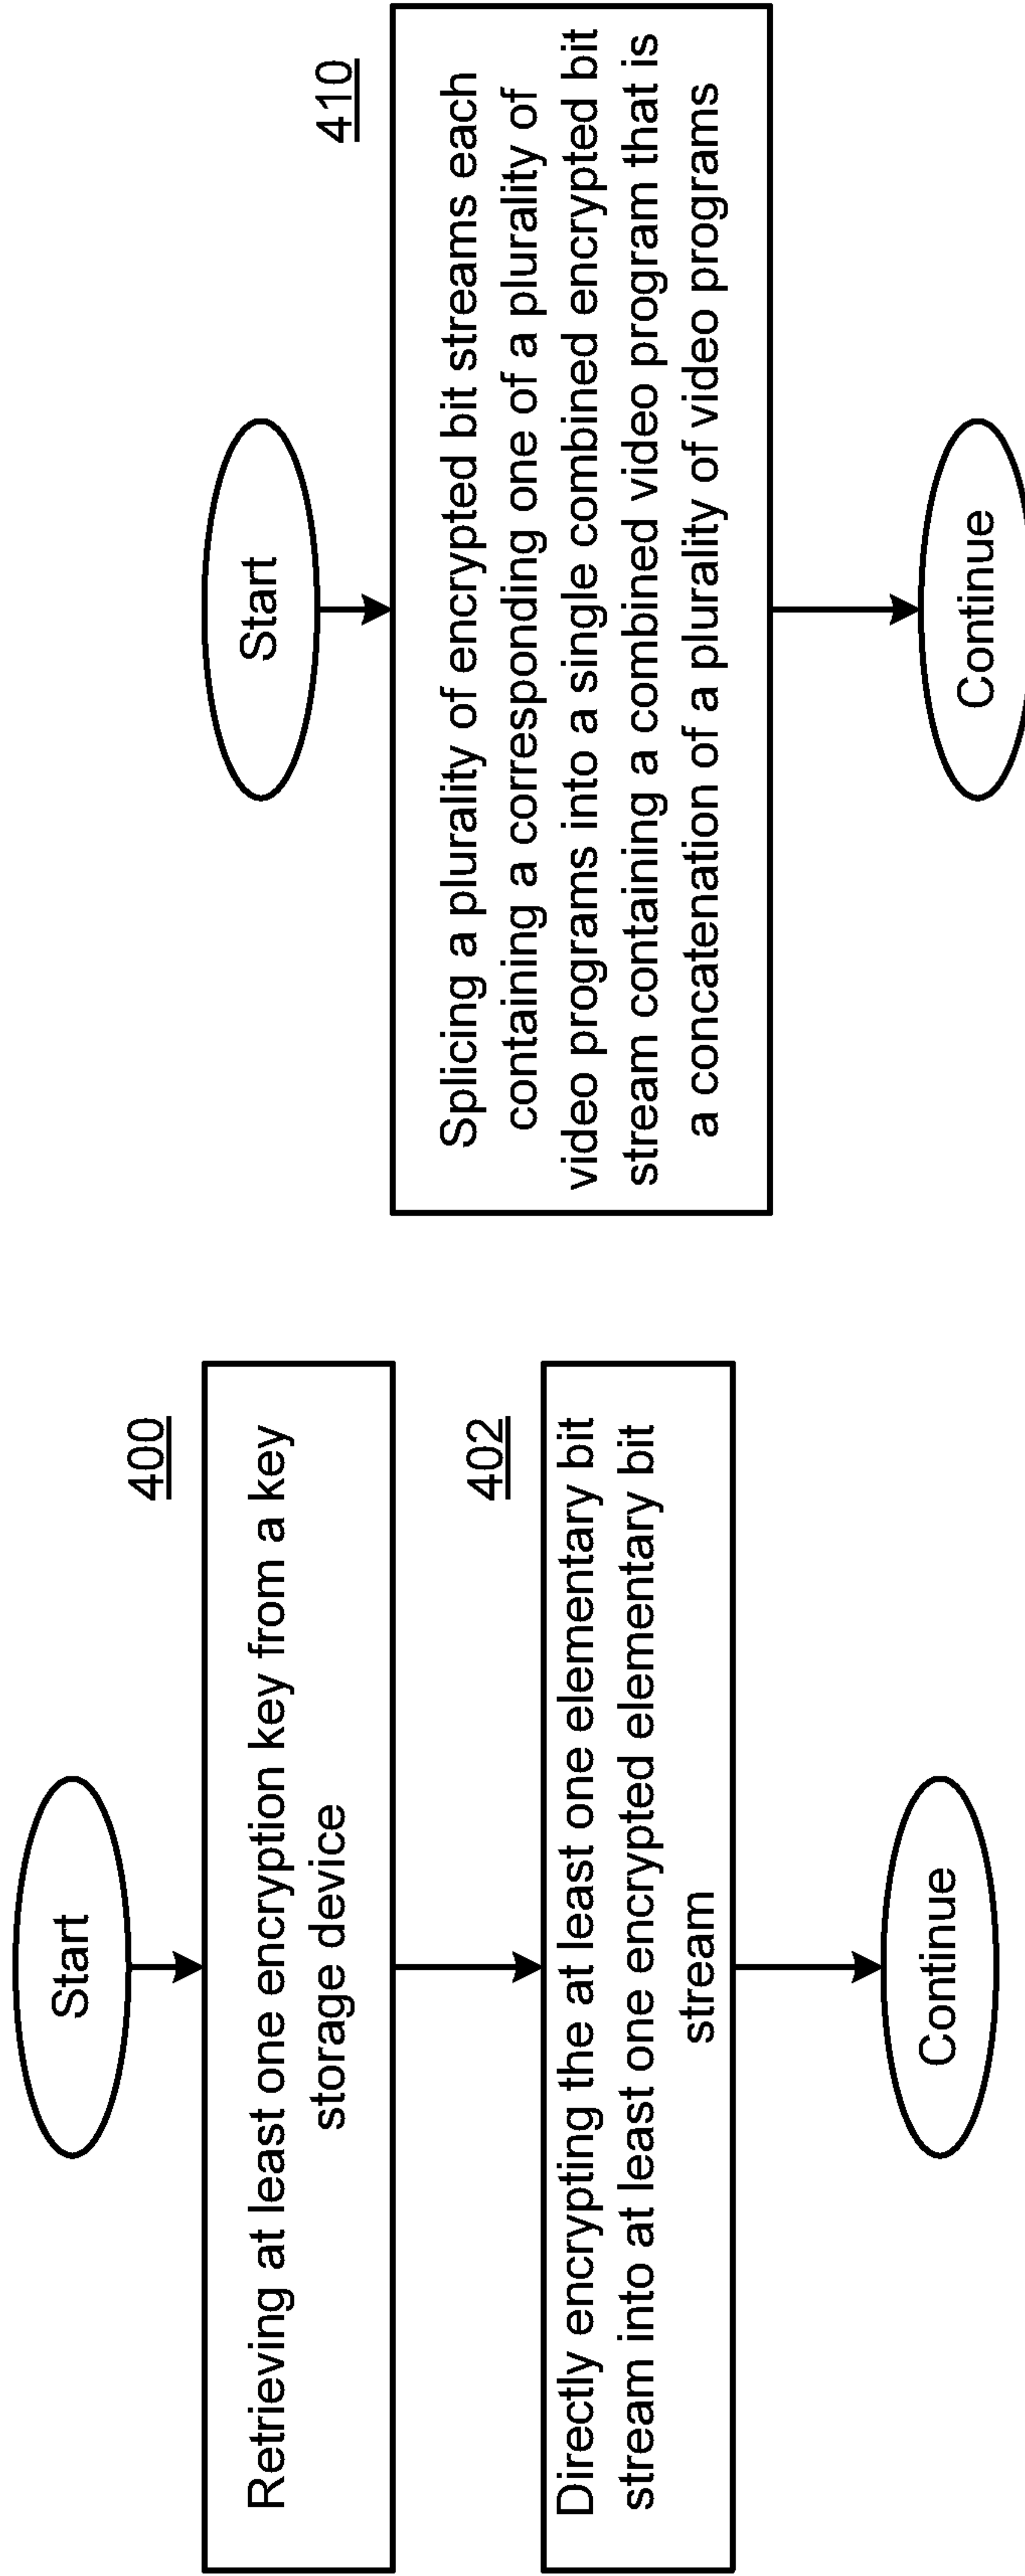 Start
400
Retrieving at least one encryption key from a key
storage device
402
Directly encrypting the at least one elementary bit
stream into at least one encrypted elementary bit
stream
Continue
Start
410
Splicing a plurality of encrypted bit streams each
containing a corresponding one of a plurality of
video programs into a single combined encrypted bit
stream containing a combined video program that is
a concatenation of a plurality of video programs
Continue